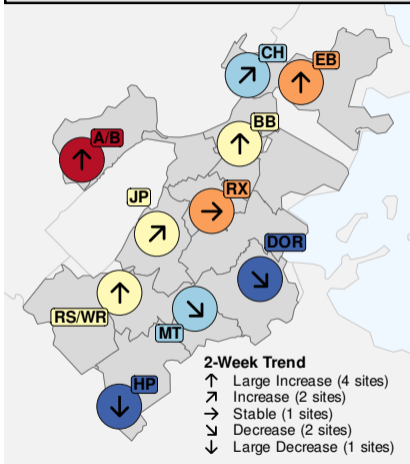 CH
EB
BB
A/B
RX
JP
DOR
RS/WR
MT
HP
2-Week Trend
↑ Large Increase (4 sites)
↗ Increase (2 sites)
→ Stable (1 sites)
↘ Decrease (2 sites)
↓ Large Decrease (1 sites)